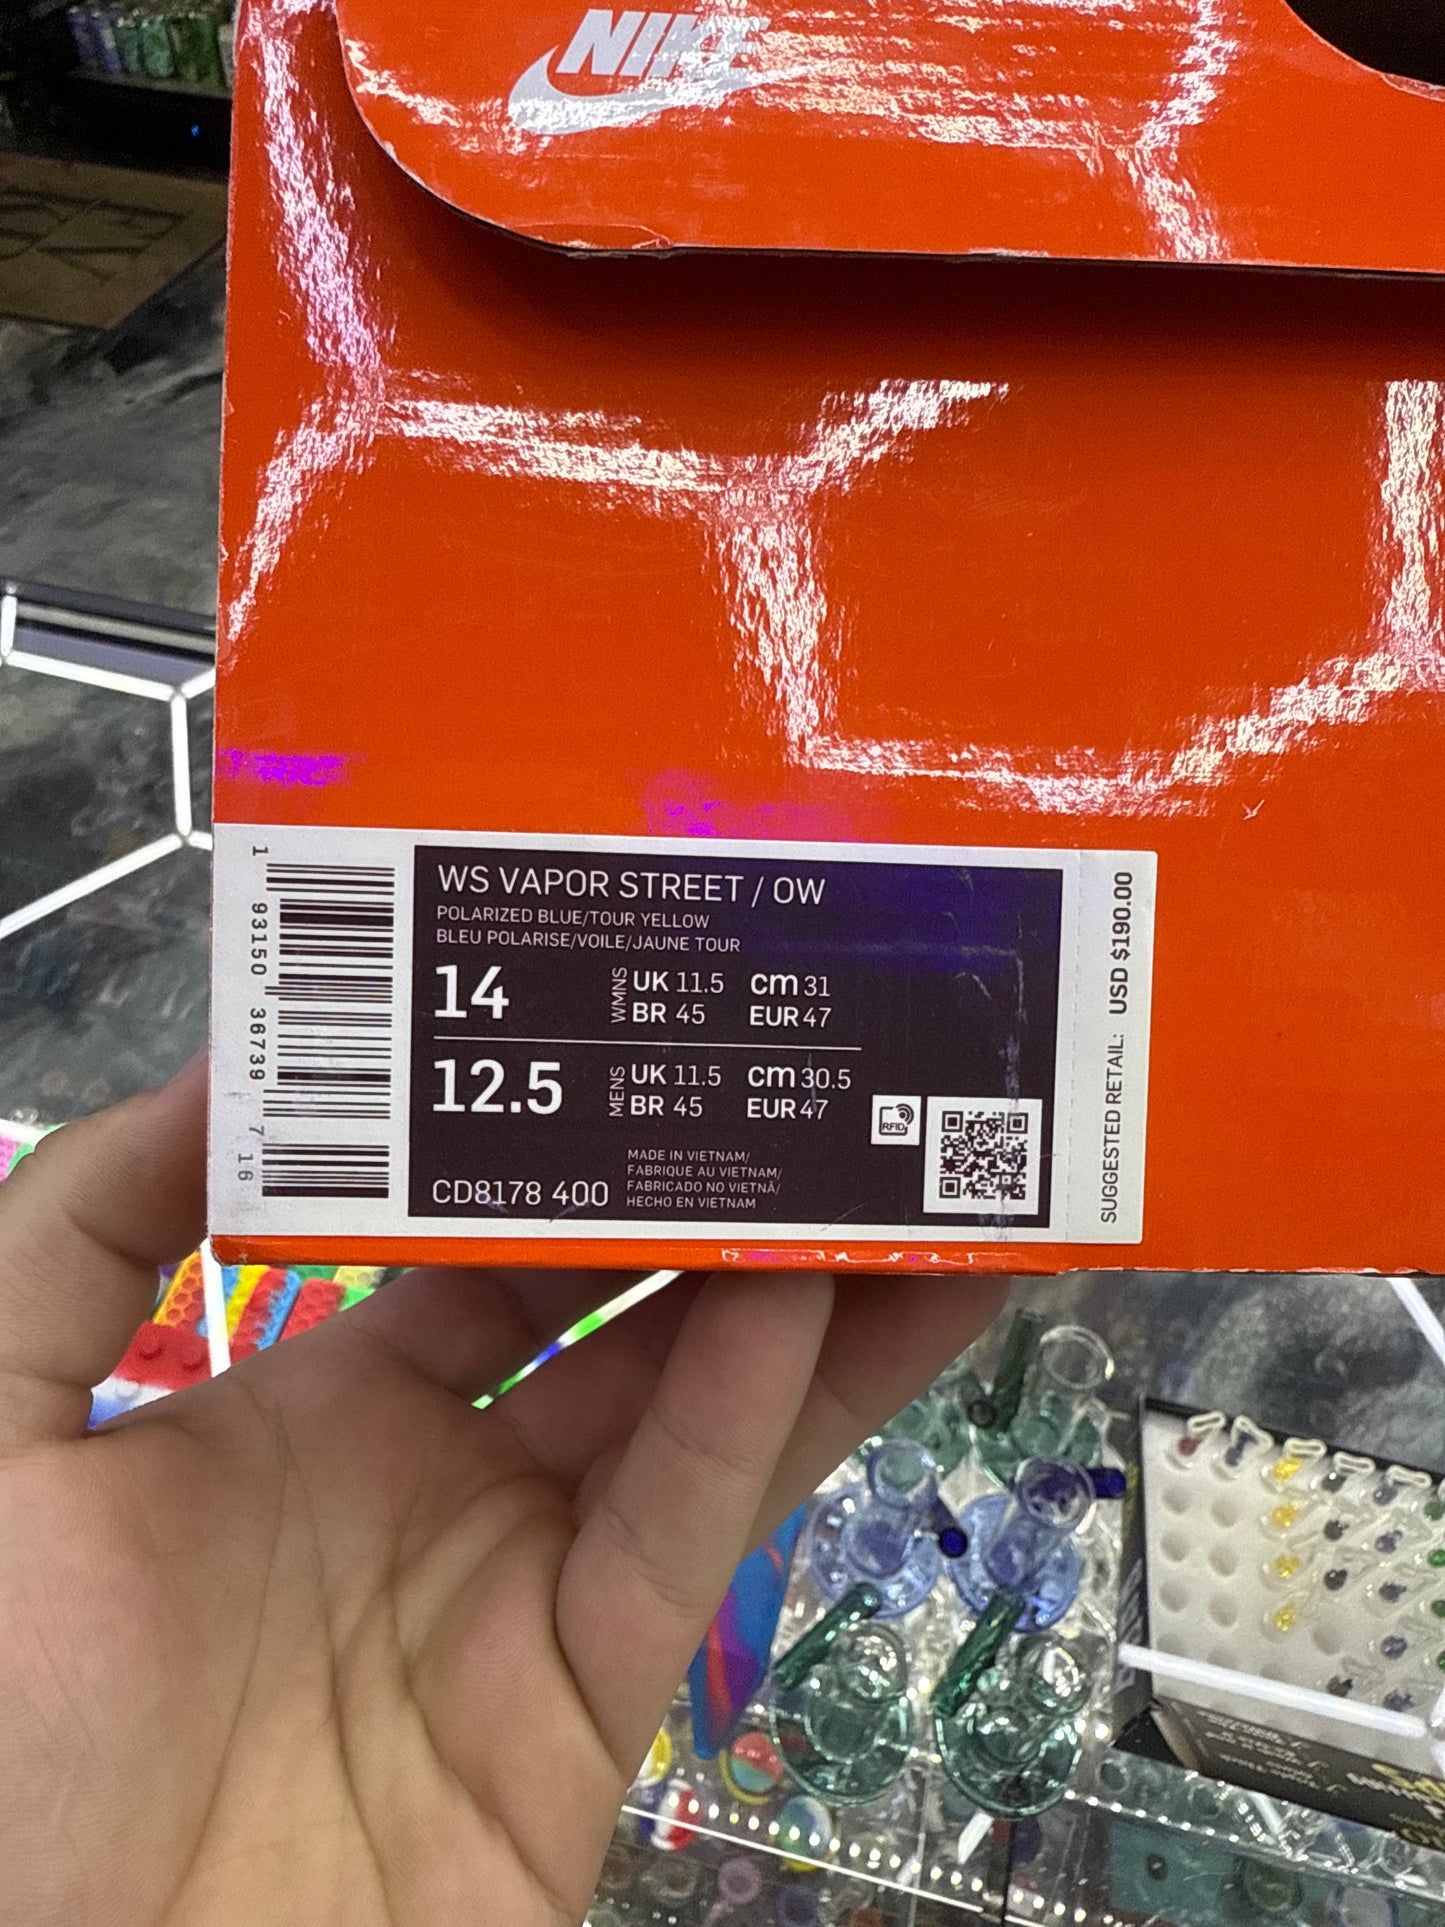 NIKE
WS VAPOR STREET / OW
POLARIZED BLUE/TOUR YELLOW
BLEU POLARISE/VOILE/JAUNE TOUR
14
WMNS
UK 11.5 cm 31
BR 45 EUR 47
12.5
MENS
UK 11.5 cm 30.5
BR 45 EUR 47
CD8178 400
MADE IN VIETNAM/
FABRIQUE AU VIETNAM/
FABRICADO NO VIETNÃ/
HECHO EN VIETNAM
RFID
1 93150 36739 7 16
SUGGESTED RETAIL: USD $190.00